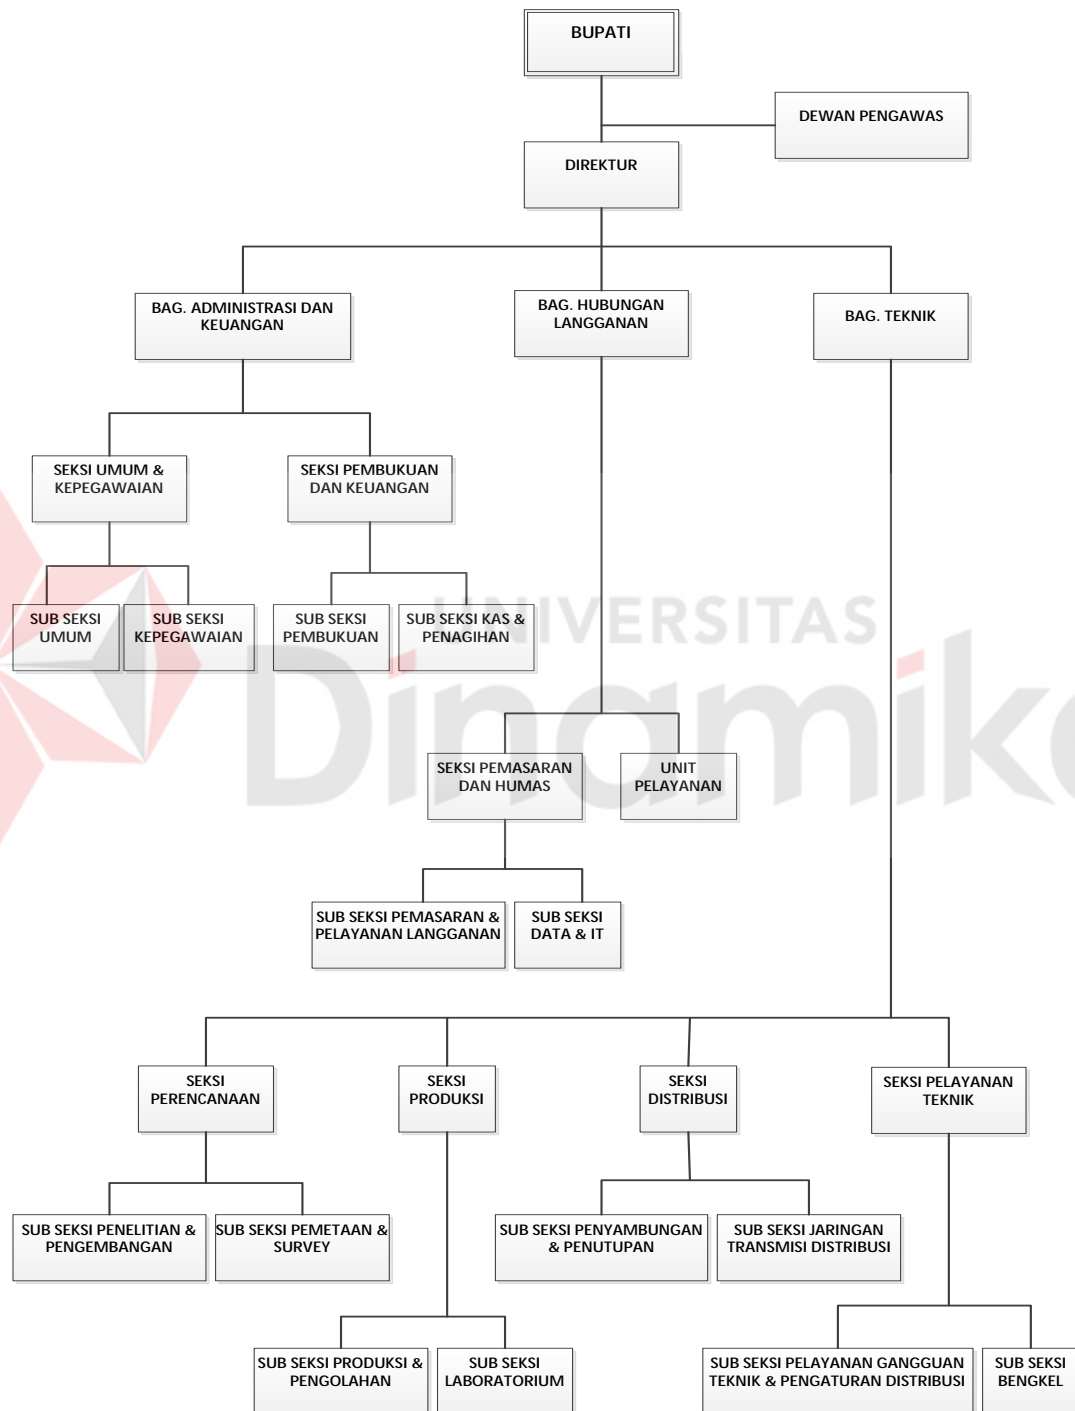 BUPATI
DEWAN PENGAWAS
DIREKTUR
BAG. ADMINISTRASI DAN
KEUANGAN
BAG. HUBUNGAN
LANGGANAN
BAG. TEKNIK
SEKSI UMUM &
KEPEGAWAIAN
SEKSI PEMBUKUAN
DAN KEUANGAN
SUB SEKSI
UMUM
SUB SEKSI
KEPEGAWAIAN
SUB SEKSI
PEMBUKUAN
SUB SEKSI KAS &
PENAGIHAN
UNIVERSITAS
Dinamika
SEKSI PEMASARAN
DAN HUMAS
UNIT
PELAYANAN
SUB SEKSI PEMASARAN &
PELAYANAN LANGGANAN
SUB SEKSI
DATA & IT
SEKSI
PERENCANAAN
SEKSI
PRODUKSI
SEKSI
DISTRIBUSI
SEKSI PELAYANAN
TEKNIK
SUB SEKSI PENELITIAN &
PENGEMBANGAN
SUB SEKSI PEMETAAN &
SURVEY
SUB SEKSI PENYAMBUNGAN
& PENUTUPAN
SUB SEKSI JARINGAN
TRANSMISI DISTRIBUSI
SUB SEKSI PRODUKSI &
PENGOLAHAN
SUB SEKSI
LABORATORIUM
SUB SEKSI PELAYANAN GANGGUAN
TEKNIK & PENGATURAN DISTRIBUSI
SUB SEKSI
BENGKEL